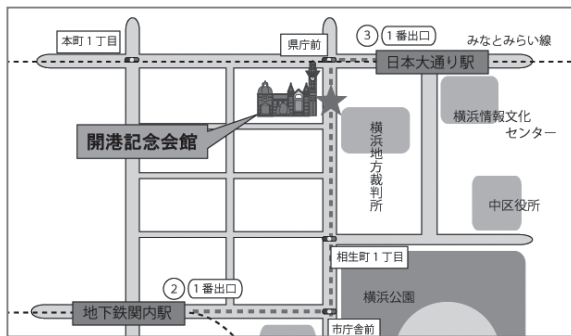 本町1丁目
県庁前
3
1番出口
みなとみらい線
日本大通り駅
開港記念会館
横浜地方裁判所
横浜情報文化
センター
中区役所
相生町1丁目
2
1番出口
地下鉄関内駅
横浜公園
市庁舎前